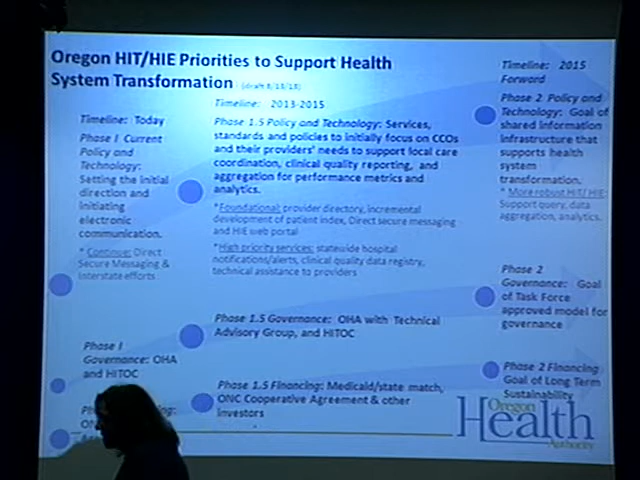 Oregon HIT/HIE Priorities to Support Health
System Transformation (draft 8/13/13)
Timeline: Today
Phase I Current
Policy and
Technology:
Setting the initial
direction and
initiating
electronic
communication.
* Continue: Direct
Secure Messaging &
Interstate efforts
Phase I
Governance: OHA
and HITOC
Timeline: 2013-2015
Phase 1.5 Policy and Technology: Services,
standards and policies to initially focus on CCOs
and their providers' needs to support local care
coordination, clinical quality reporting, and
aggregation for performance metrics and
analytics.
*Foundational: provider directory, incremental
development of patient index, Direct secure messaging
and HIE web portal
*High priority services: statewide hospital
notifications/alerts, clinical quality data registry,
technical assistance to providers
Phase 1.5 Governance: OHA with Technical
Advisory Group, and HITOC
Phase 1.5 Financing: Medicaid/state match,
ONC Cooperative Agreement & other
investors
Timeline: 2015
Forward
Phase 2 Policy and
Technology: Goal of
shared information
infrastructure that
supports health
system
transformation.
* More robust HIT/ HIE:
Support query, data
aggregation, analytics.
Phase 2
Governance: Goal
of Task Force
approved model for
governance
Phase 2 Financing
Goal of Long Term
Sustainability
Oregon
Health
Authority